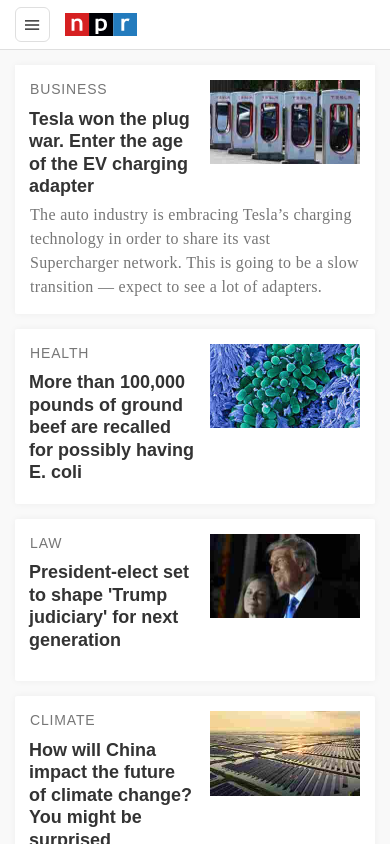 npr
BUSINESS
Tesla won the plug
war. Enter the age
of the EV charging
adapter
The auto industry is embracing Tesla’s charging
technology in order to share its vast
Supercharger network. This is going to be a slow
transition — expect to see a lot of adapters.
HEALTH
More than 100,000
pounds of ground
beef are recalled
for possibly having
E. coli
LAW
President-elect set
to shape 'Trump
judiciary' for next
generation
CLIMATE
How will China
impact the future
of climate change?
You might be
surprised